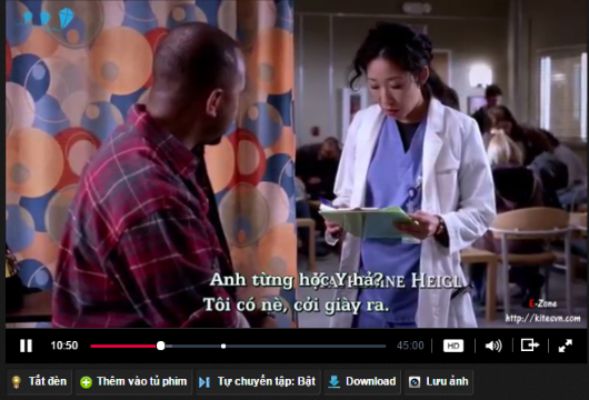 Anh từng học Y hả?
HEIGL
Tôi có nè, cởi giày ra.
E-Zone
http://kitesvn.com/
10:50
45:00
HD
Tắt đèn
Thêm vào tủ phim
Tự chuyển tập: Bật
Download
Lưu ảnh